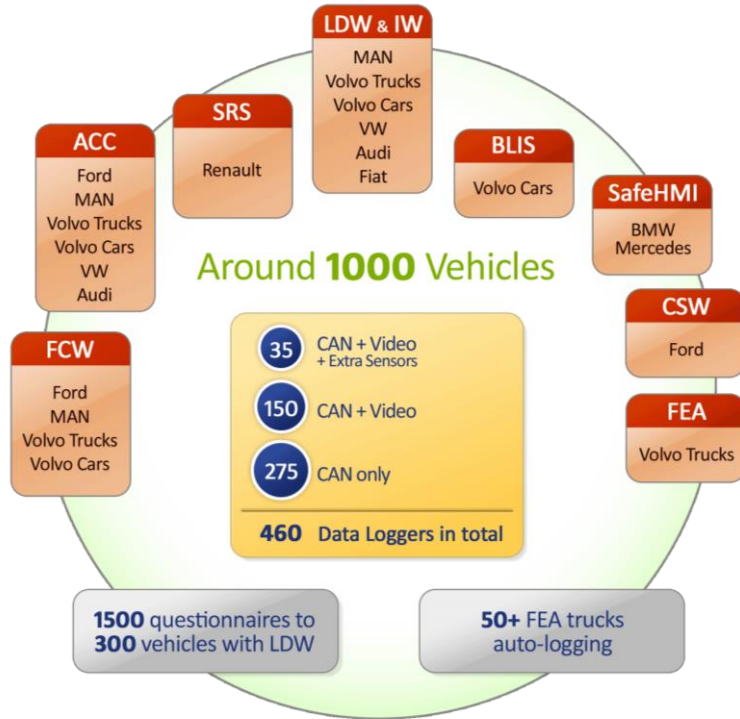 LDW & IW
MAN
Volvo Trucks
Volvo Cars
VW
Audi
Fiat
SRS
Renault
ACC
Ford
MAN
Volvo Trucks
Volvo Cars
VW
Audi
BLIS
Volvo Cars
SafeHMI
BMW
Mercedes
Around 1000 Vehicles
CSW
Ford
FCW
Ford
MAN
Volvo Trucks
Volvo Cars
FEA
Volvo Trucks
35 CAN + Video
+ Extra Sensors
150 CAN + Video
275 CAN only
460 Data Loggers in total
1500 questionnaires to
300 vehicles with LDW
50+ FEA trucks
auto-logging